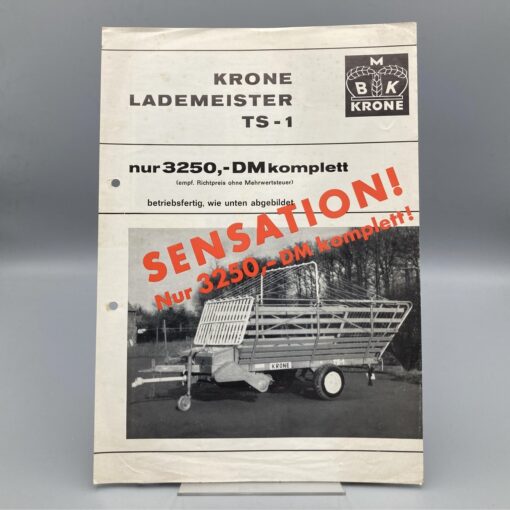 KRONE
LADEMEISTER
TS-1
M
B K
KRONE
nur 3250,-DM komplett
(empf. Richtpreis ohne Mehrwertsteuer)
betriebsfertig, wie unten abgebildet
SENSATION!
Nur 3250,-DM komplett!
KRONE